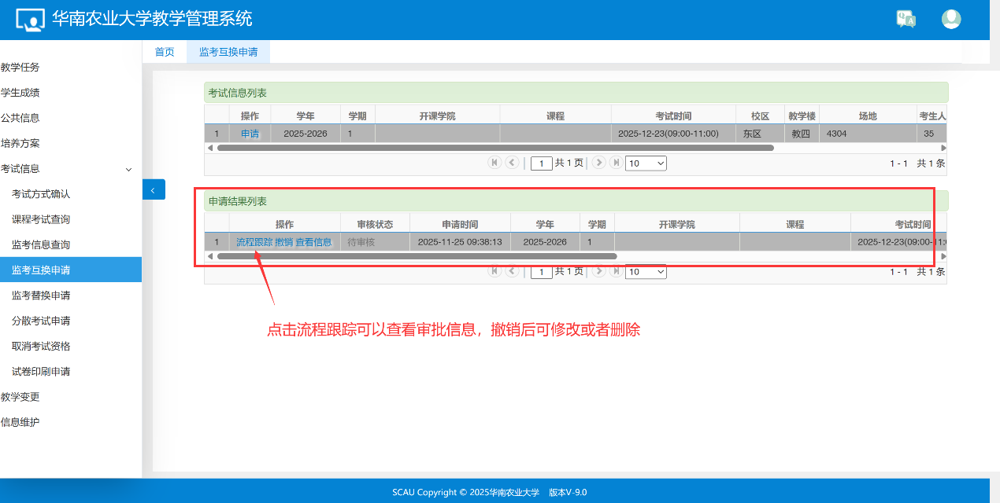 华南农业大学教学管理系统
首页 监考互换申请
教学任务
学生成绩
公共信息
培养方案
考试信息
考试方式确认
课程考试查询
监考信息查询
监考互换申请
监考替换申请
分散考试申请
取消考试资格
试卷印刷申请
教学变更
信息维护
考试信息列表
操作 学年 学期 开课学院 课程 考试时间 校区 教学楼 场地 考生人
1 申请 2025-2026 1 2025-12-23(09:00-11:00) 东区 教四 4304 35
1 共 1 页 10 1 - 1 共 1 条
申请结果列表
操作 审核状态 申请时间 学年 学期 开课学院 课程 考试时间
1 流程跟踪 撤销 查看信息 待审核 2025-11-25 09:38:13 2025-2026 1 2025-12-23(09:00-11:0
1 共 1 页 10 1 - 1 共 1 条
点击流程跟踪可以查看审批信息，撤销后可修改或者删除
SCAU Copyright © 2025华南农业大学 版本V-9.0